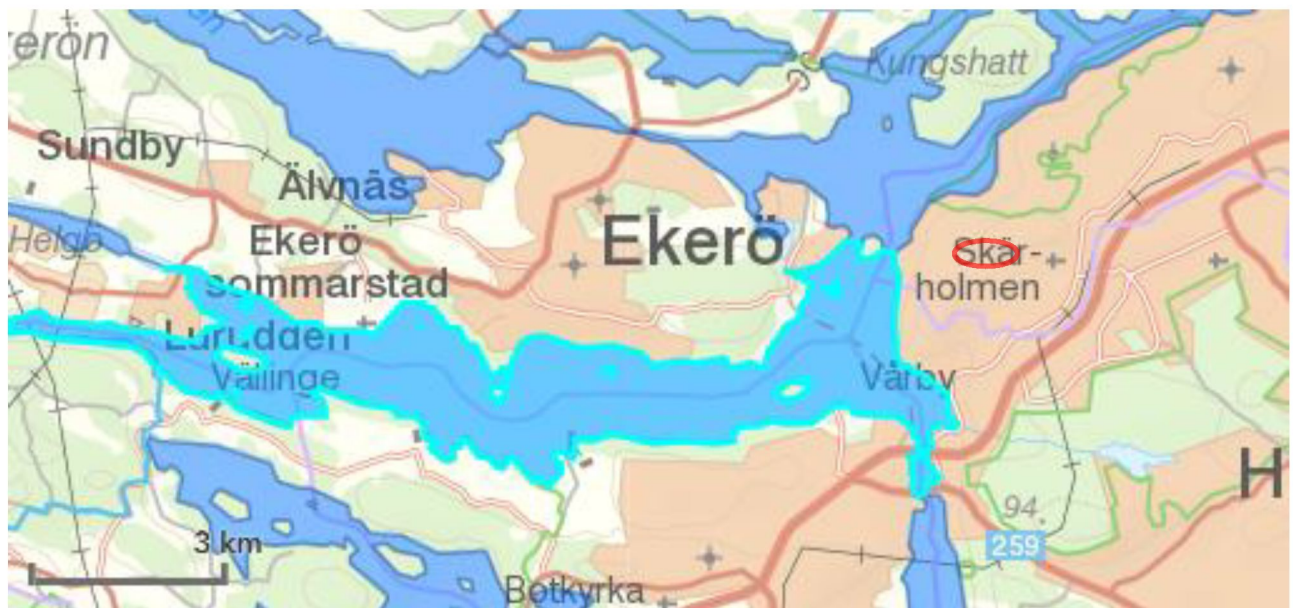 erön
Kungshatt
Sundby
Älvnäs
Helgö
Ekerö
sommarstad
Ekerö
Skär-
holmen
Lurudden
Vällinge
Vårby
H
94.
3 km
259
Botkyrka